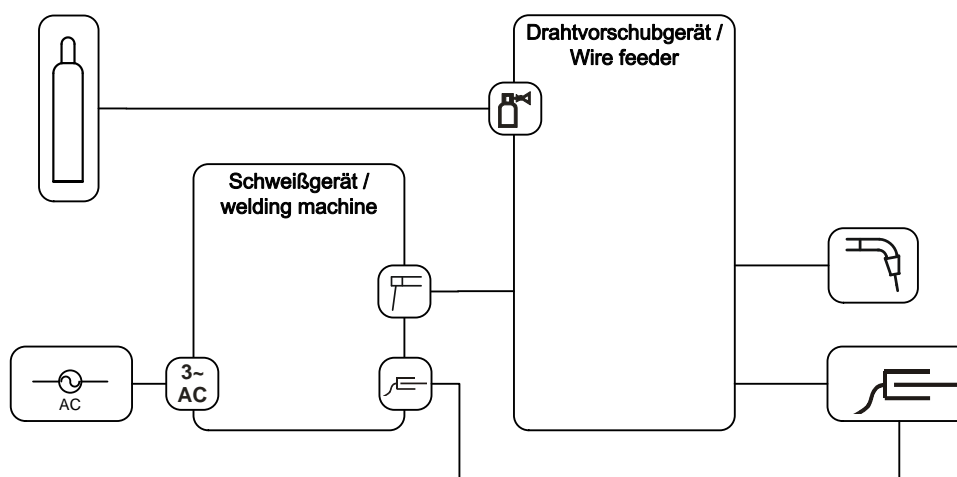 Drahtvorschubgerät /
Wire feeder
Schweißgerät /
welding machine
3~
AC
AC